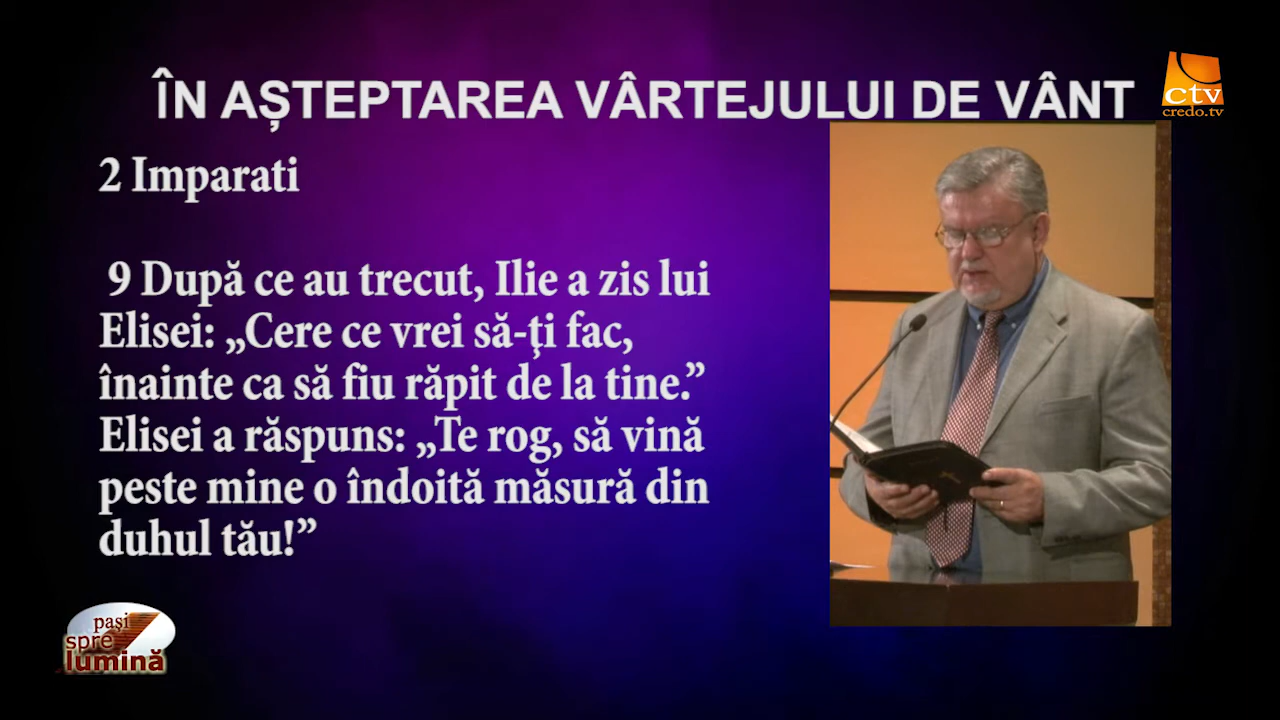 ÎN AȘTEPTAREA VÂRTEJULUI DE VÂNT
ctv
credo.tv
2 Imparati
9 După ce au trecut, Ilie a zis lui
Elisei: „Cere ce vrei să-ţi fac,
înainte ca să fiu răpit de la tine.”
Elisei a răspuns: „Te rog, să vină
peste mine o îndoită măsură din
duhul tău!”
paşi
spre
lumină